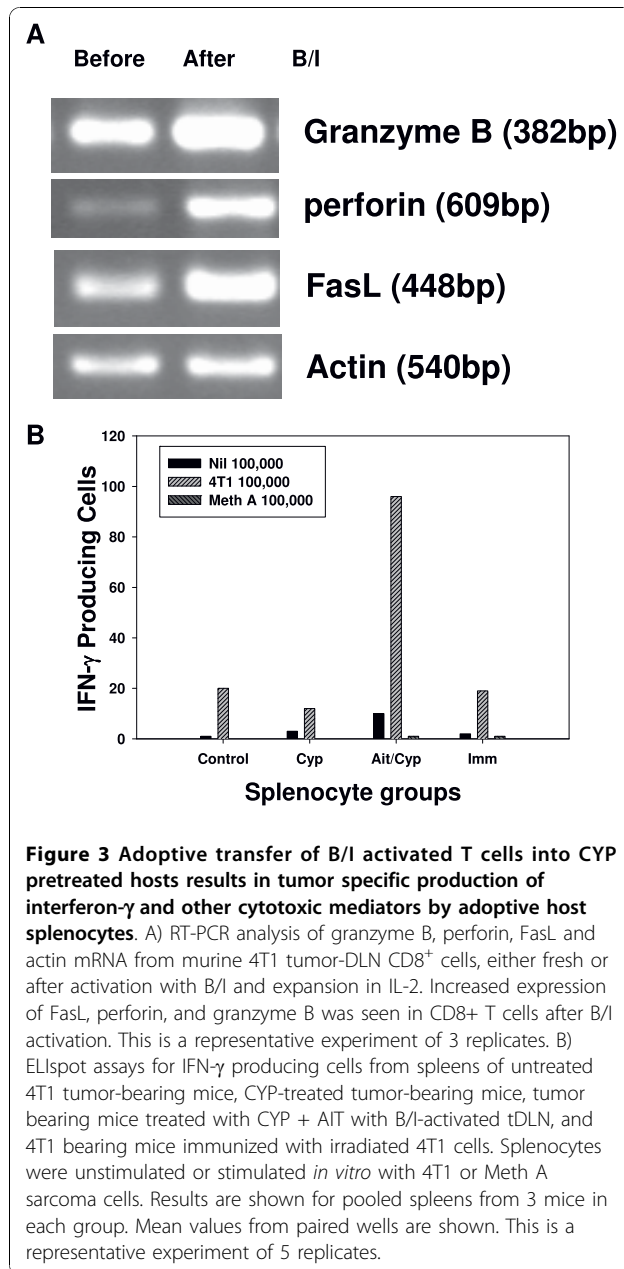 A
Before After B/I
Granzyme B (382bp)
perforin (609bp)
FasL (448bp)
Actin (540bp)
B
120
100
80
60
40
20
0
IFN-γ Producing Cells
Nil 100,000
4T1 100,000
Meth A 100,000
Control Cyp Ait/Cyp Imm
Splenocyte groups
Figure 3 Adoptive transfer of B/I activated T cells into CYP
pretreated hosts results in tumor specific production of
interferon-γ and other cytotoxic mediators by adoptive host
splenocytes. A) RT-PCR analysis of granzyme B, perforin, FasL and
actin mRNA from murine 4T1 tumor-DLN CD8⁺ cells, either fresh or
after activation with B/I and expansion in IL-2. Increased expression
of FasL, perforin, and granzyme B was seen in CD8+ T cells after B/I
activation. This is a representative experiment of 3 replicates. B)
ELIspot assays for IFN-γ producing cells from spleens of untreated
4T1 tumor-bearing mice, CYP-treated tumor-bearing mice, tumor
bearing mice treated with CYP + AIT with B/I-activated tDLN, and
4T1 bearing mice immunized with irradiated 4T1 cells. Splenocytes
were unstimulated or stimulated in vitro with 4T1 or Meth A
sarcoma cells. Results are shown for pooled spleens from 3 mice in
each group. Mean values from paired wells are shown. This is a
representative experiment of 5 replicates.